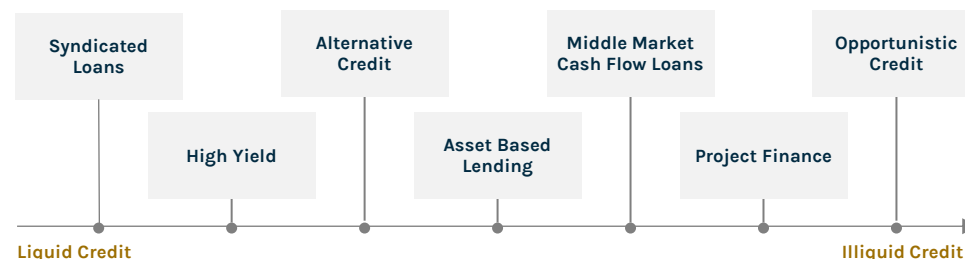 Syndicated
Loans
High Yield
Alternative
Credit
Asset Based
Lending
Middle Market
Cash Flow Loans
Project Finance
Opportunistic
Credit
Liquid Credit
Illiquid Credit